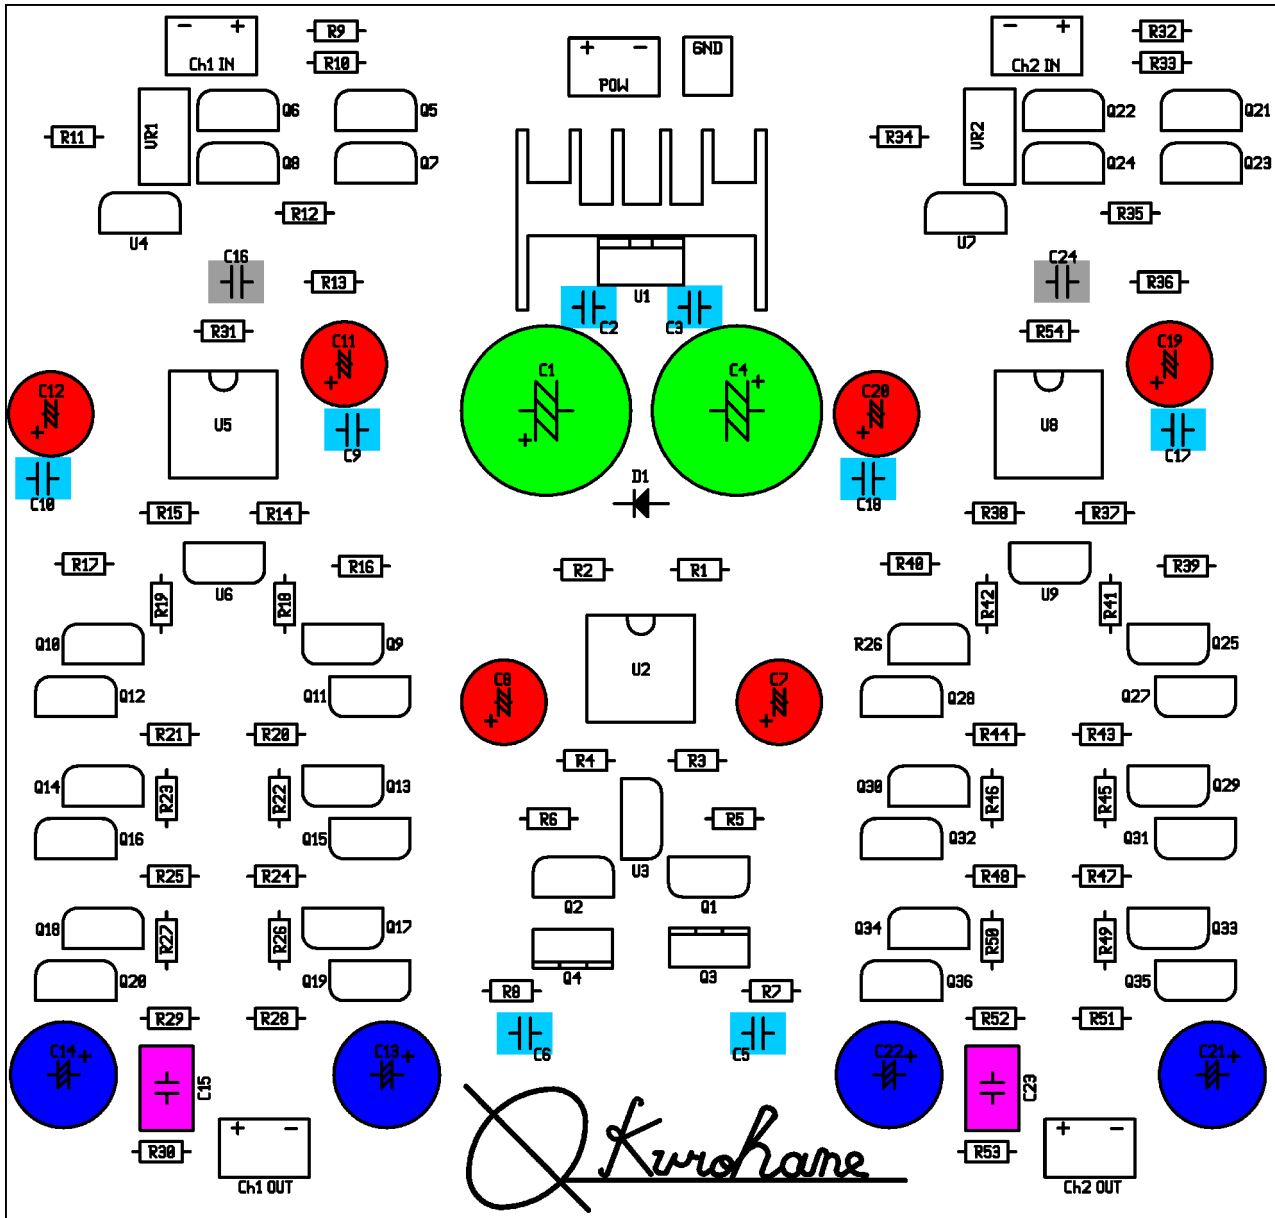 - + R9 + - GND - + R32
Ch1 IN R10 POW Ch2 IN R33
Q6 Q5 Q22 Q21
R11 VR1 R34 VR2
Q8 Q7 Q24 Q23
R12 R35
U4 U7
C16 C24
R13 U1 R36
R31 C2 C3 R54
C11 C19
C12 C1 C4 + C20
+ +
U5 U8
+ + +
C9 C17
C10 D1 C18
R15 R14 R38 R37
R17 R16 R2 R1 R40 R39
R19 U6 R18 R42 U9 R41
Q10 Q9 R26 Q25
U2
Q12 Q11 C8 C7 Q28 Q27
+ +
R21 R20 R44 R43
R4 R3
Q14 R23 R22 Q13 Q30 R46 R45 Q29
R6 R5
Q16 Q15 Q32 Q31
R25 R24 U3 R48 R47
Q2 Q1
Q18 R27 R26 Q17 Q34 R50 R49 Q33
Q20 Q19 Q4 Q3 Q36 Q35
R8 R7
R29 R28 R52 R51
C14 + C13 + C6 C5 C22 + C21 +
C15 C23
+ - + -
R30 Kurohane R53
Ch1 OUT Ch2 OUT